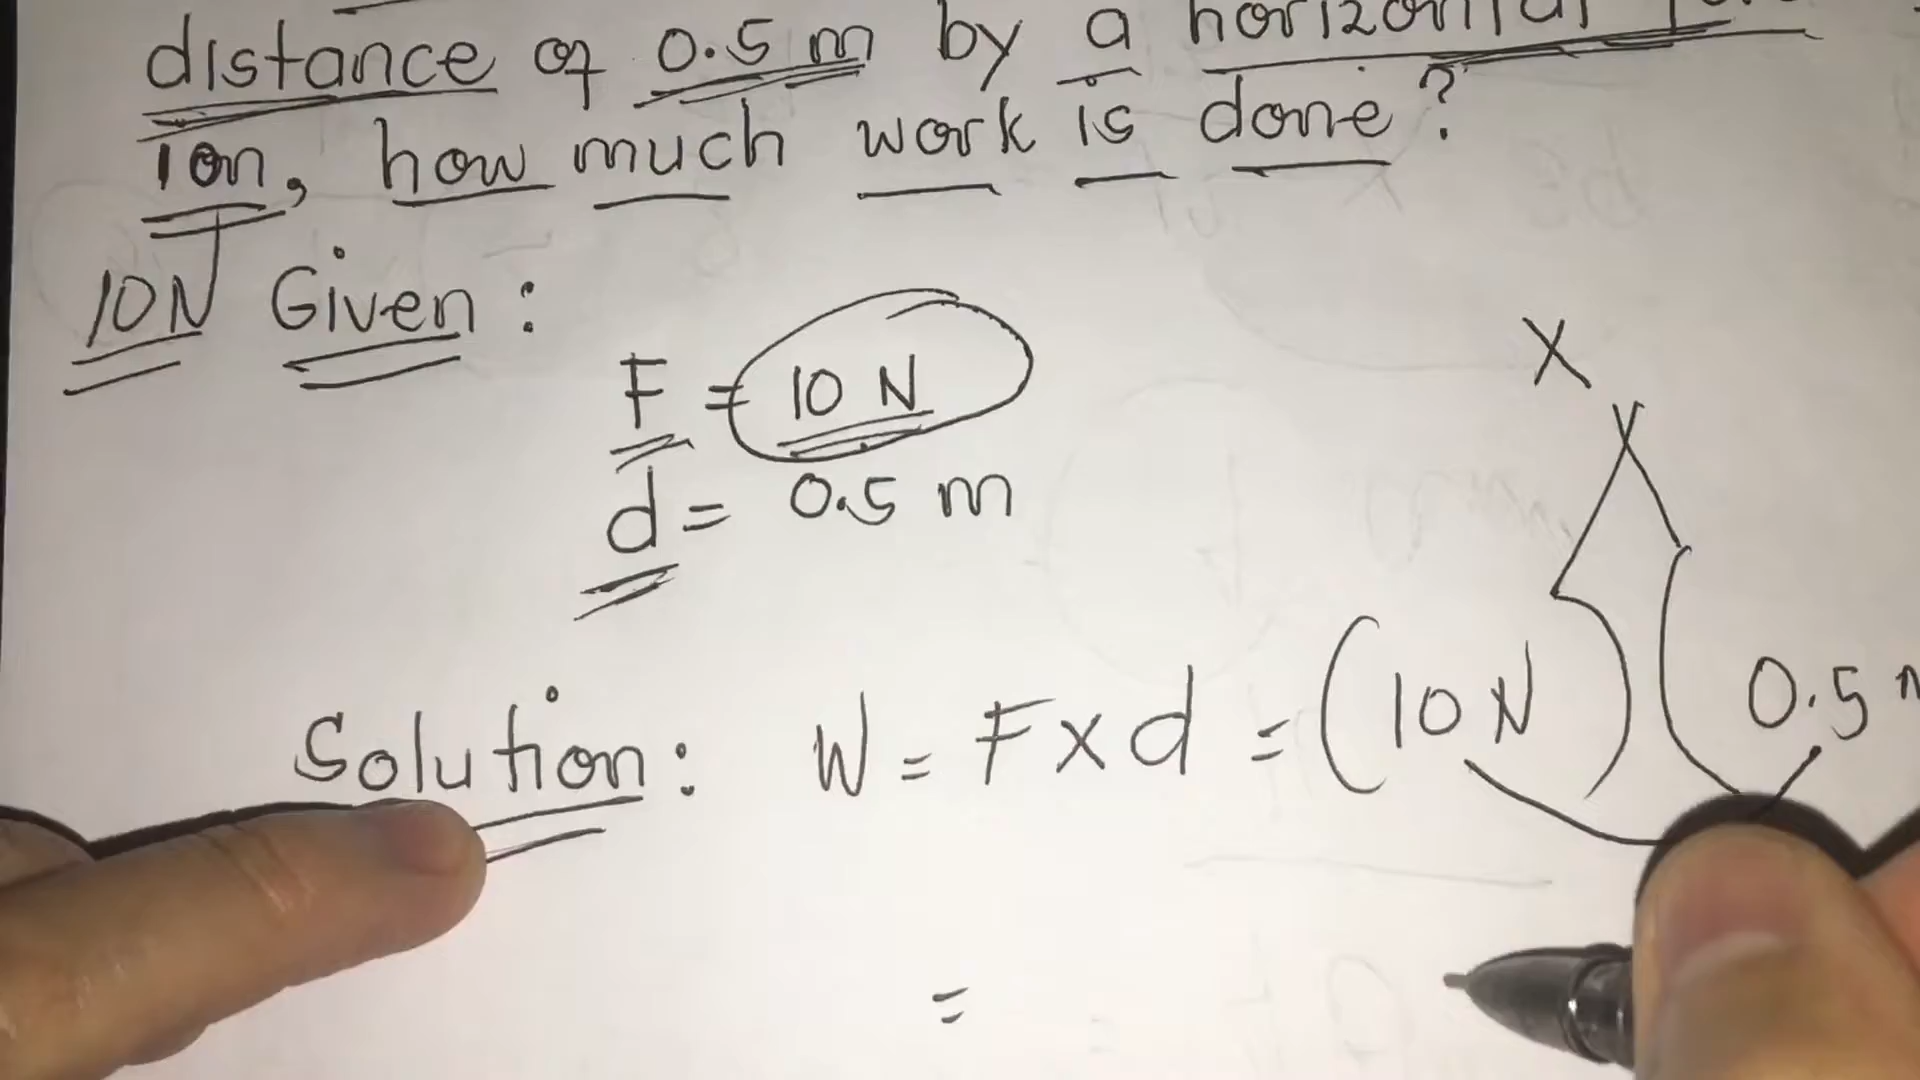 distance of 0.5 m by a horizontal
10N, how much work is done?
10N Given:
F = 10 N
d = 0.5 m
X
Solution: W = F x d = (10 N) ( 0.5
=